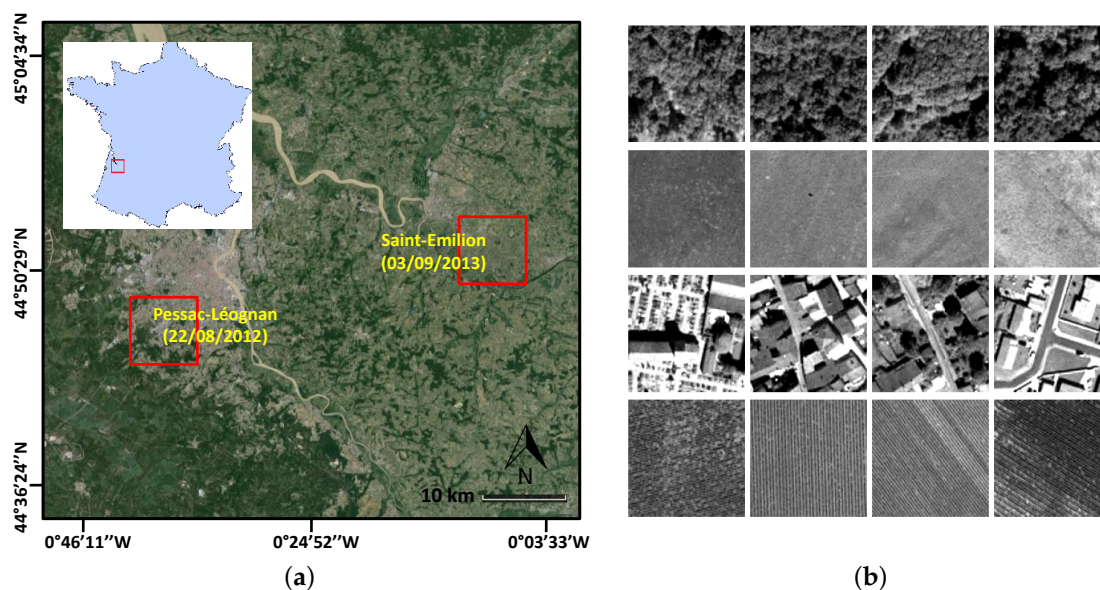 45°04'34''N
44°50'29''N
44°36'24''N
Saint-Emilion
(03/09/2013)
Pessac-Léognan
(22/08/2012)
N
10 km
0°46'11''W
0°24'52''W
0°03'33''W
(a)
(b)